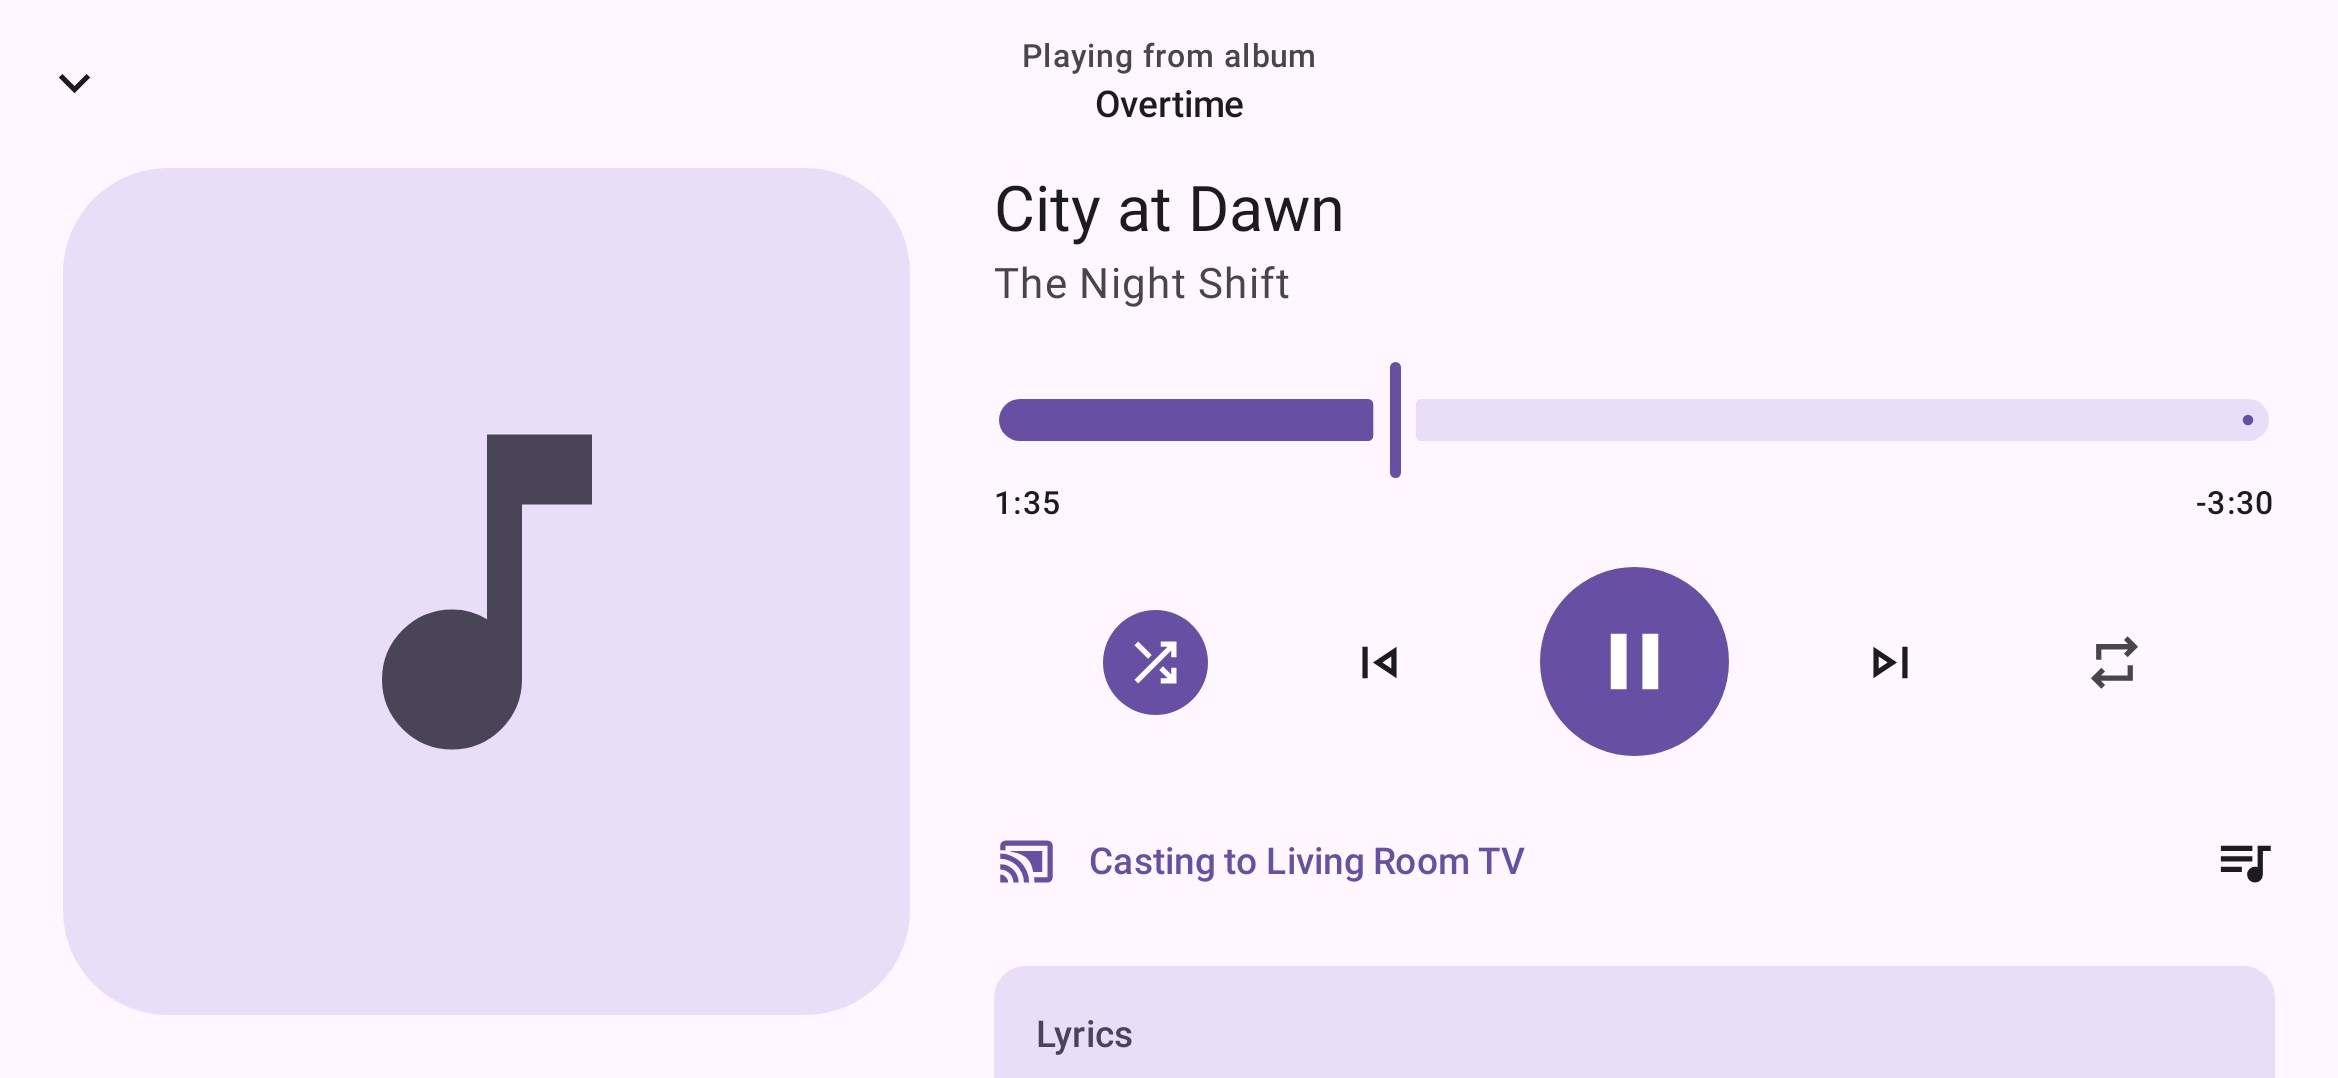 Playing from album
Overtime
City at Dawn
The Night Shift
1:35
-3:30
Casting to Living Room TV
Lyrics